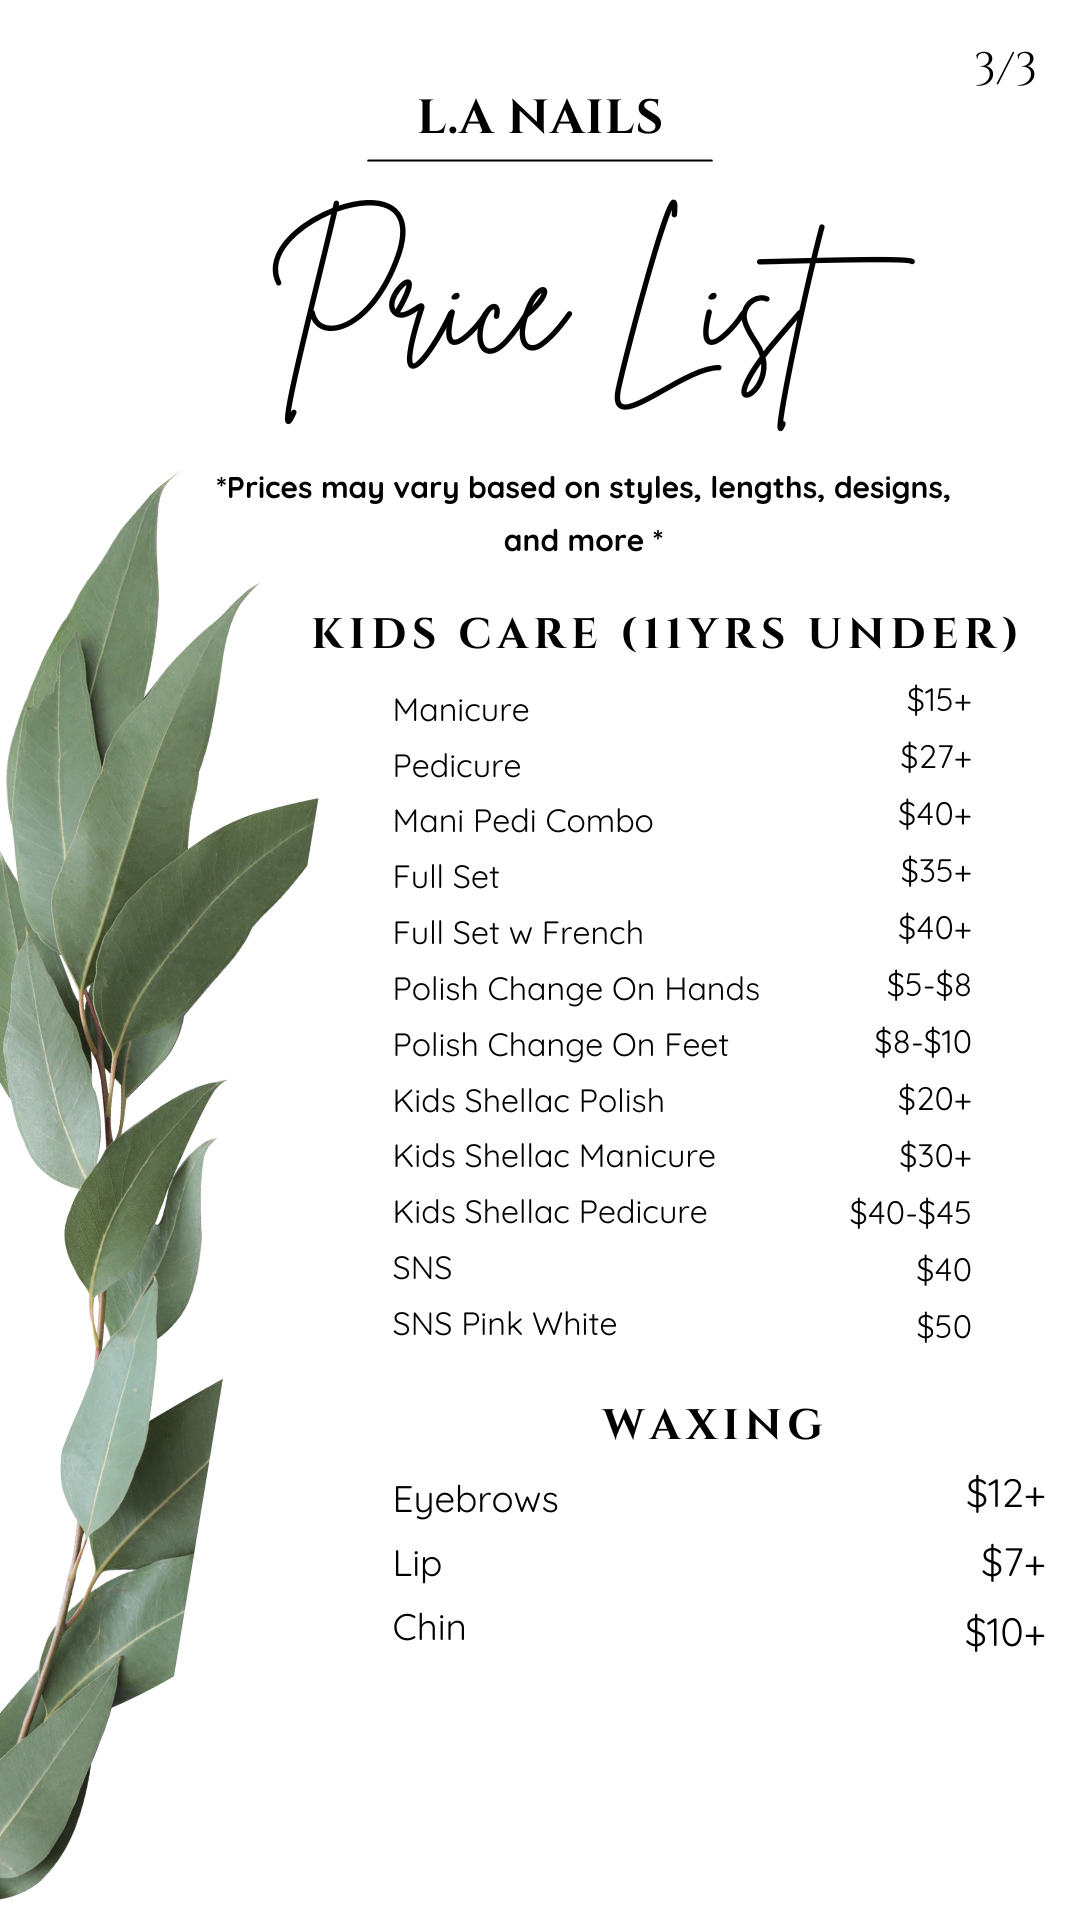 3/3
L.A NAILS
Price List
*Prices may vary based on styles, lengths, designs,
and more *
KIDS CARE (11YRS UNDER)
Manicure $15+
Pedicure $27+
Mani Pedi Combo $40+
Full Set $35+
Full Set w French $40+
Polish Change On Hands $5-$8
Polish Change On Feet $8-$10
Kids Shellac Polish $20+
Kids Shellac Manicure $30+
Kids Shellac Pedicure $40-$45
SNS $40
SNS Pink White $50
WAXING
Eyebrows $12+
Lip $7+
Chin $10+